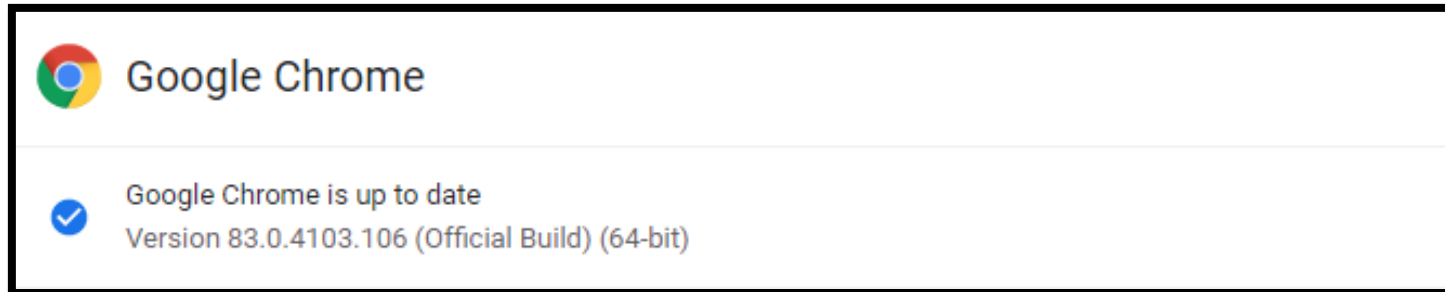 Google Chrome
Google Chrome is up to date
Version 83.0.4103.106 (Official Build) (64-bit)